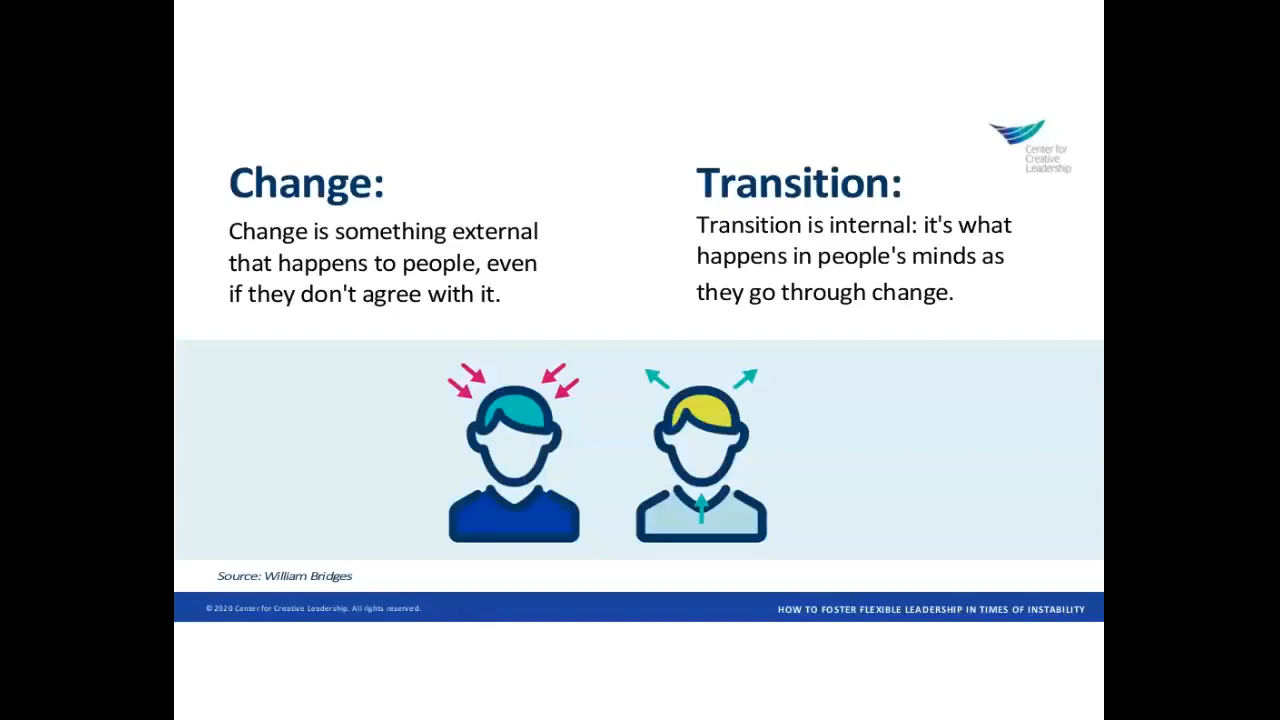 Center for
Creative
Leadership
Change:
Change is something external
that happens to people, even
if they don't agree with it.
Transition:
Transition is internal: it's what
happens in people's minds as
they go through change.
Source: William Bridges
©2020 Center for Creative Leadership. All rights reserved.
HOW TO FOSTER FLEXIBLE LEADERSHIP IN TIMES OF INSTABILITY